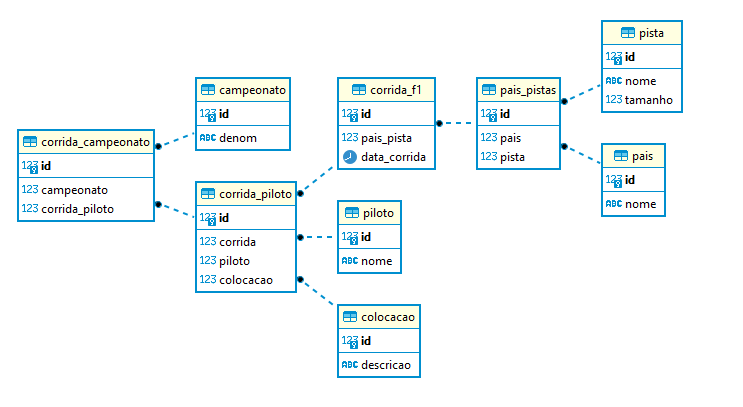 pista
123 id
ABC nome
123 tamanho
campeonato
123 id
ABC denom
corrida_f1
123 id
123 pais_pista
data_corrida
pais_pistas
123 id
123 pais
123 pista
corrida_campeonato
123 id
123 campeonato
123 corrida_piloto
pais
123 id
ABC nome
corrida_piloto
123 id
123 corrida
123 piloto
123 colocacao
piloto
123 id
ABC nome
colocacao
123 id
ABC descricao